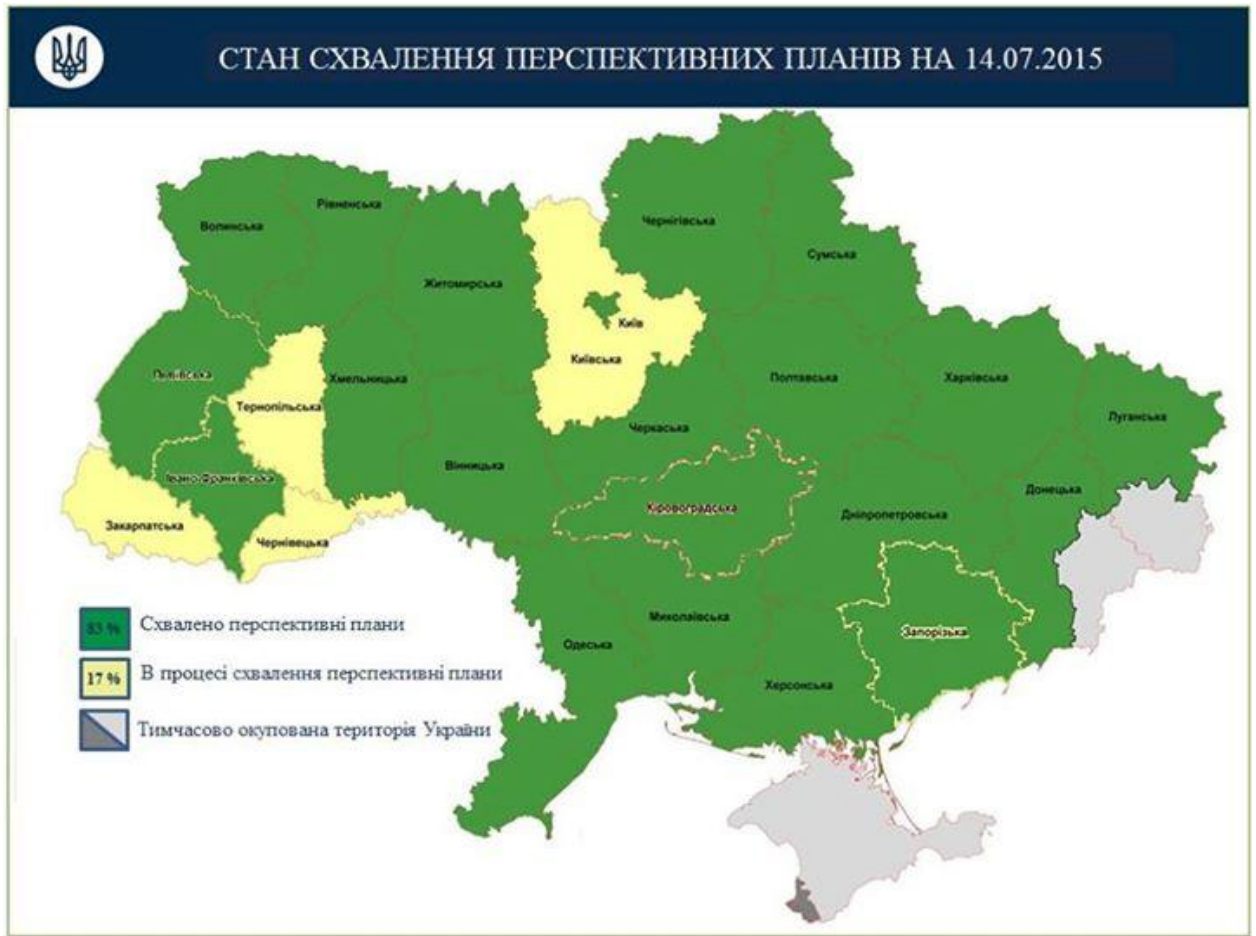 СТАН СХВАЛЕННЯ ПЕРСПЕКТИВНИХ ПЛАНІВ НА 14.07.2015
Волинська
Рівненська
Житомирська
Чернігівська
Сумська
Київ
Київська
Львівська
Тернопільська
Хмельницька
Полтавська
Харківська
Луганська
Черкаська
Вінницька
Івано-Франківська
Кіровоградська
Донецька
Дніпропетровська
Закарпатська
Чернівецька
Миколаївська
Запорізька
Одеська
Херсонська
83 % Схвалено перспективні плани
17 % В процесі схвалення перспективні плани
Тимчасово окупована територія України